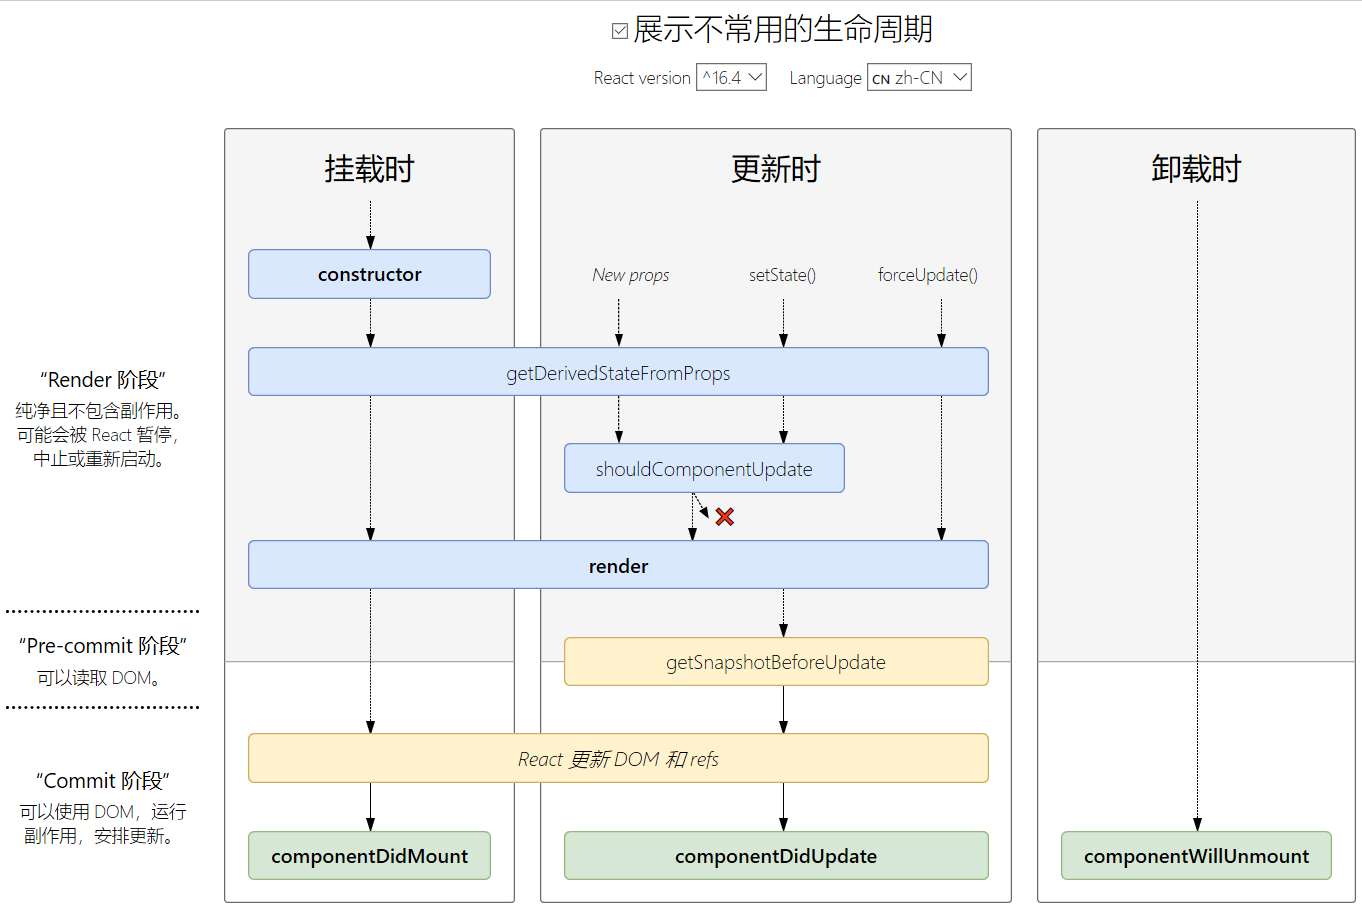 展示不常用的生命周期
React version ^16.4 Language CN zh-CN
挂载时
更新时
卸载时
constructor
New props
setState()
forceUpdate()
getDerivedStateFromProps
“Render 阶段”
纯净且不包含副作用。
可能会被 React 暂停，
中止或重新启动。
shouldComponentUpdate
render
“Pre-commit 阶段”
可以读取 DOM。
getSnapshotBeforeUpdate
React 更新 DOM 和 refs
“Commit 阶段”
可以使用 DOM，运行
副作用，安排更新。
componentDidMount
componentDidUpdate
componentWillUnmount